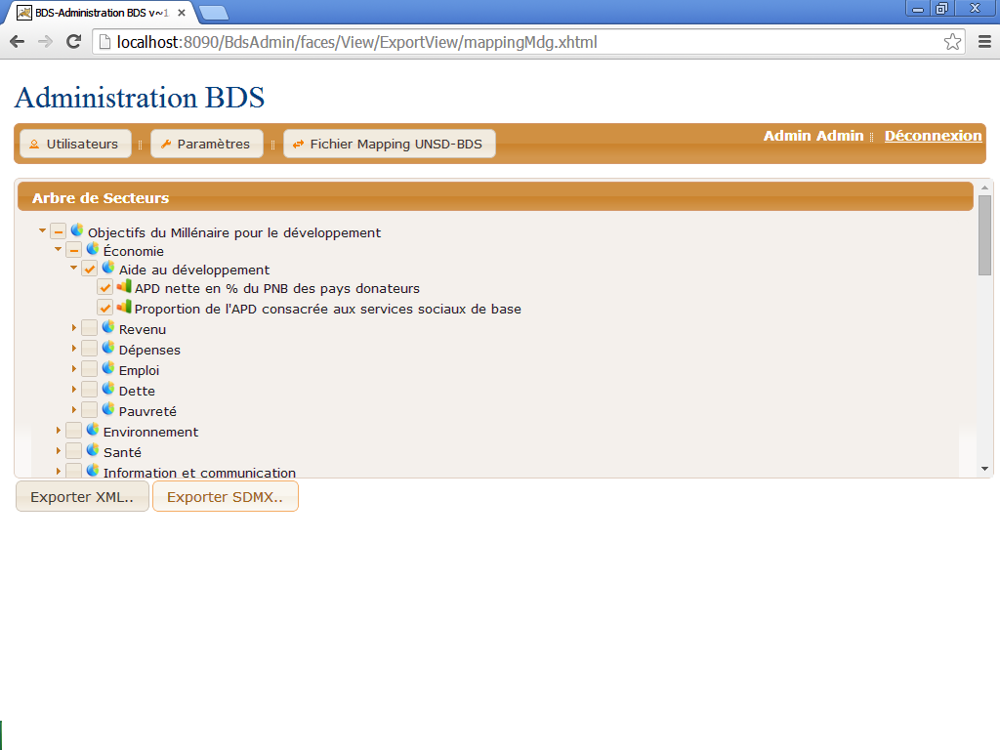 BDS-Administration BDS v~1
localhost:8090/BdsAdmin/faces/View/ExportView/mappingMdg.xhtml
Administration BDS
Utilisateurs Paramètres Fichier Mapping UNSD-BDS Admin Admin Déconnexion
Arbre de Secteurs
Objectifs du Millénaire pour le développement
Économie
Aide au développement
APD nette en % du PNB des pays donateurs
Proportion de l'APD consacrée aux services sociaux de base
Revenu
Dépenses
Emploi
Dette
Pauvreté
Environnement
Santé
Information et communication
Exporter XML.. Exporter SDMX..